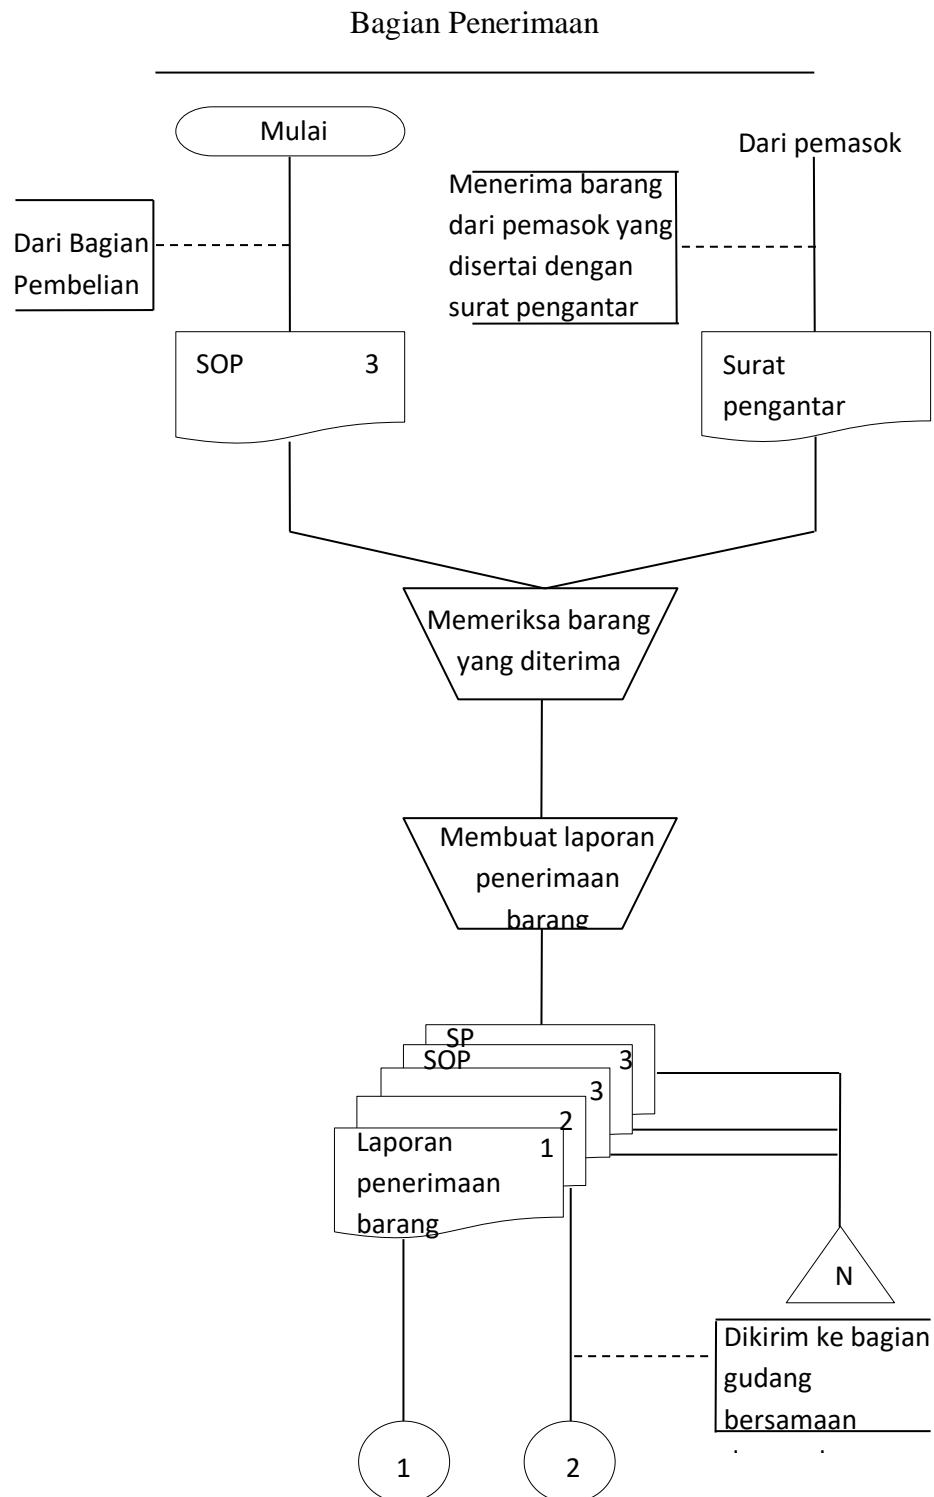 Bagian Penerimaan
Mulai
Dari pemasok
Dari Bagian
Pembelian
Menerima barang
dari pemasok yang
disertai dengan
surat pengantar
SOP 3
Surat
pengantar
Memeriksa barang
yang diterima
Membuat laporan
penerimaan
barang
SP
SOP 3
3
2
Laporan 1
penerimaan
barang
N
Dikirim ke bagian
gudang
bersamaan
1
2